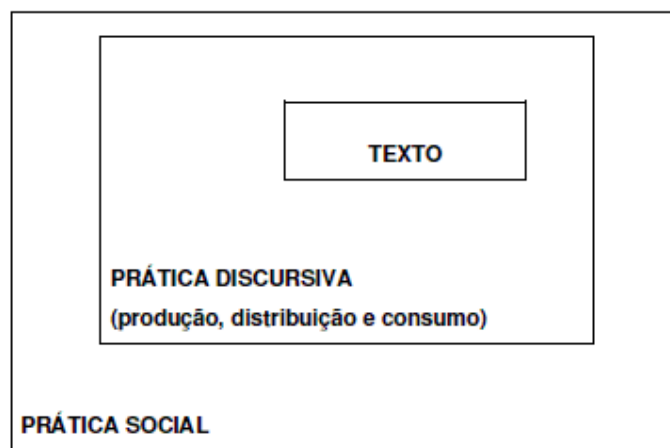 TEXTO
PRÁTICA DISCURSIVA
(produção, distribuição e consumo)
PRÁTICA SOCIAL